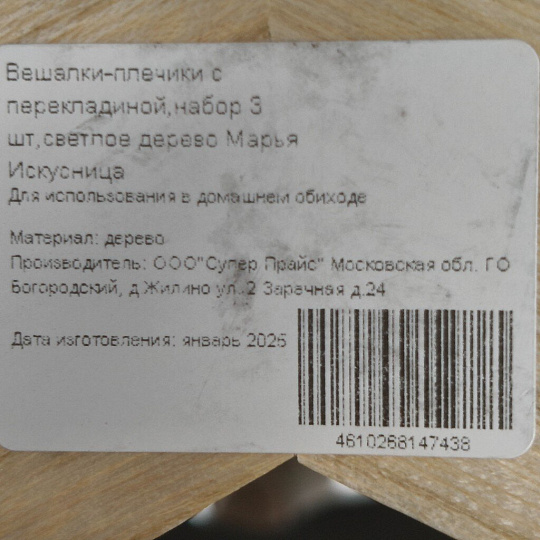 Вешалки-плечики с
перекладиной,набор 3
шт,светлое дерево Марья
Искусница
Для использования в домашнем обиходе
Материал: дерево
Производитель: ООО"Супер Прайс" Московская обл. ГО
Богородский, д Жилино ул. 2 Заречная д.24
Дата изготовления: январь 2025
4610268147438